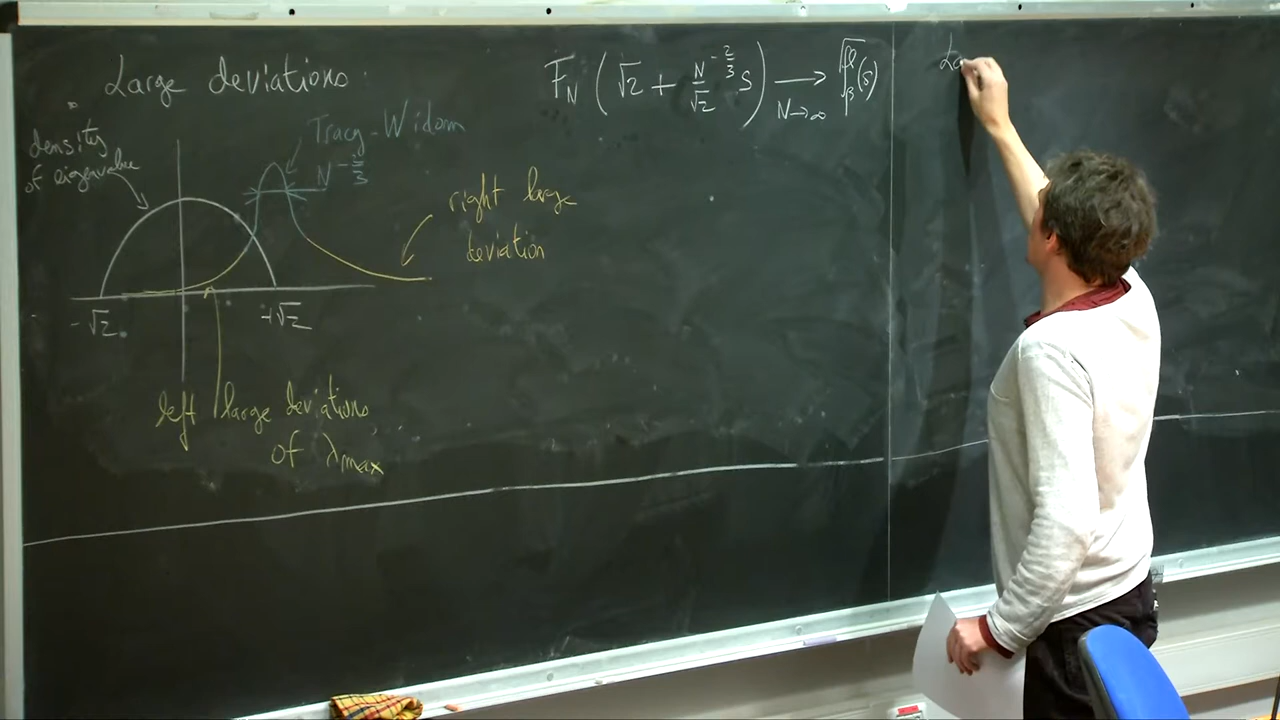 Large deviations.
F_N (√2 + N^{-2/3}/√2 S) → F_β(s)
N→∞
La
density
of eigenvalue
Tracy-Widom
N^{-2/3}
right large
deviation
-√2
+√2
left large deviations
of λmax